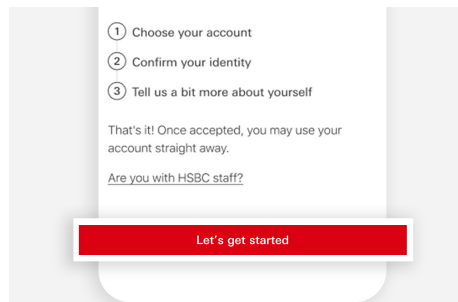 1 Choose your account
2 Confirm your identity
3 Tell us a bit more about yourself
That's it! Once accepted, you may use your
account straight away.
Are you with HSBC staff?
Let's get started